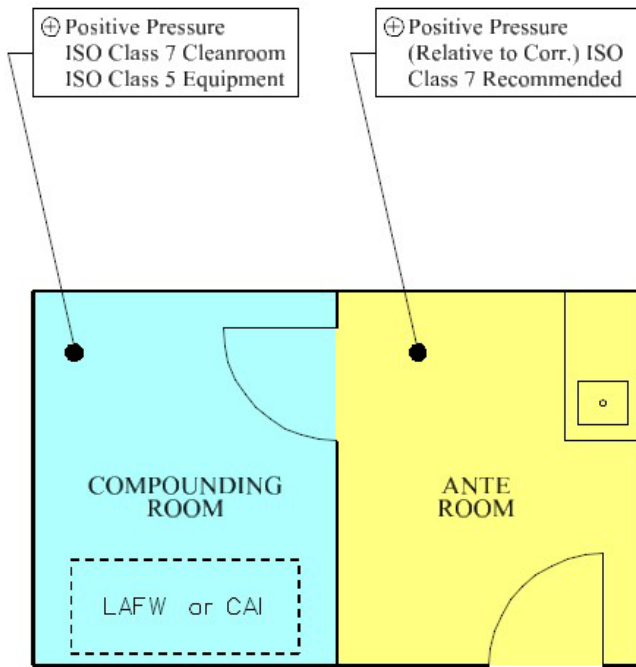 ⊕ Positive Pressure
ISO Class 7 Cleanroom
ISO Class 5 Equipment
⊕ Positive Pressure
(Relative to Corr.) ISO
Class 7 Recommended
COMPOUNDING
ROOM
ANTE
ROOM
LAFW or CAI